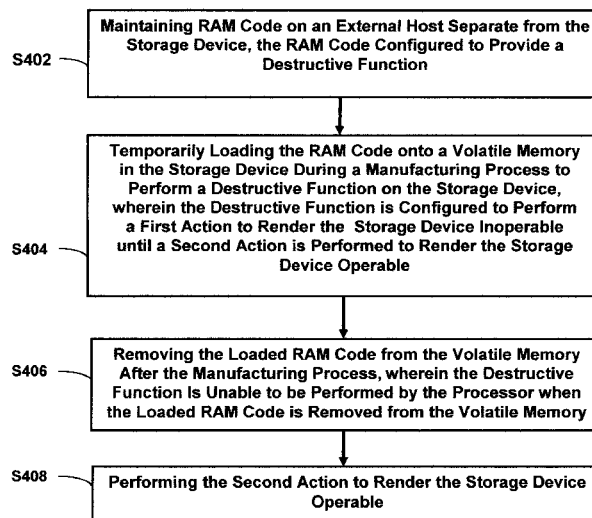 S402
Maintaining RAM Code on an External Host Separate from the
Storage Device, the RAM Code Configured to Provide a
Destructive Function
S404
Temporarily Loading the RAM Code onto a Volatile Memory
in the Storage Device During a Manufacturing Process to
Perform a Destructive Function on the Storage Device,
wherein the Destructive Function is Configured to Perform
a First Action to Render the Storage Device Inoperable
until a Second Action is Performed to Render the Storage
Device Operable
S406
Removing the Loaded RAM Code from the Volatile Memory
After the Manufacturing Process, wherein the Destructive
Function Is Unable to be Performed by the Processor when
the Loaded RAM Code is Removed from the Volatile Memory
S408
Performing the Second Action to Render the Storage Device
Operable